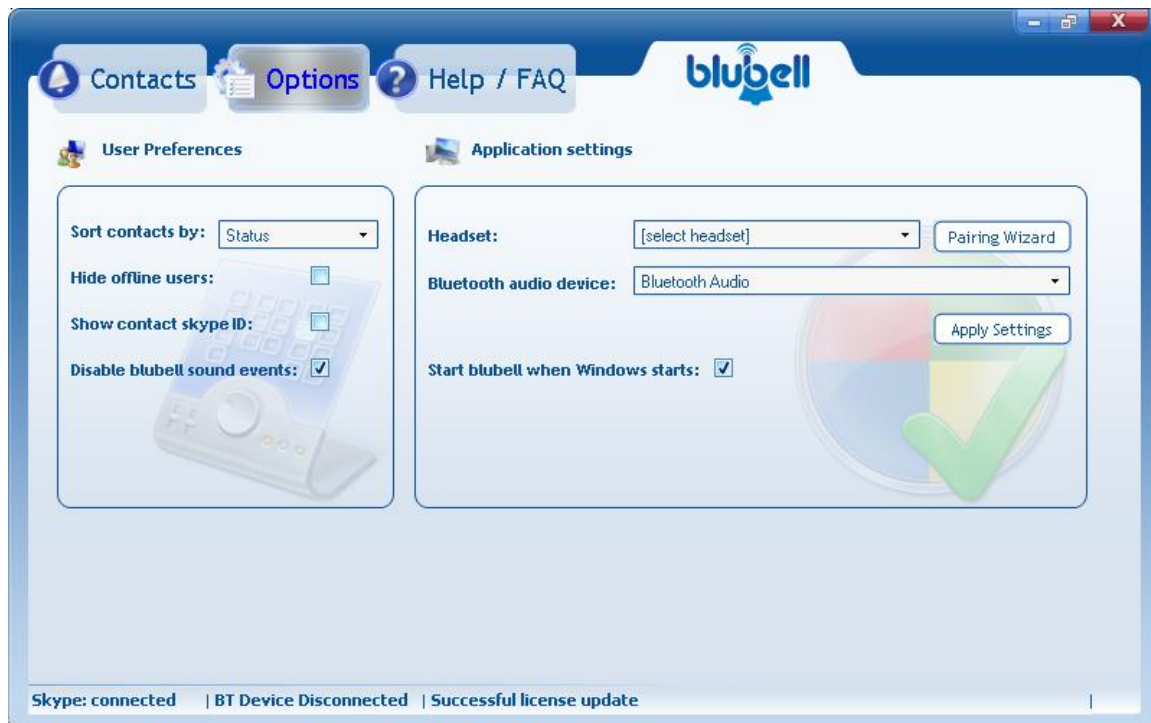 X
Contacts
Options
? Help / FAQ
blubell
User Preferences
Application settings
Sort contacts by: Status
Hide offline users:
Show contact skype ID:
Disable blubell sound events:
Headset: [select headset] Pairing Wizard
Bluetooth audio device: Bluetooth Audio
Apply Settings
Start blubell when Windows starts:
Skype: connected | BT Device Disconnected | Successful license update |